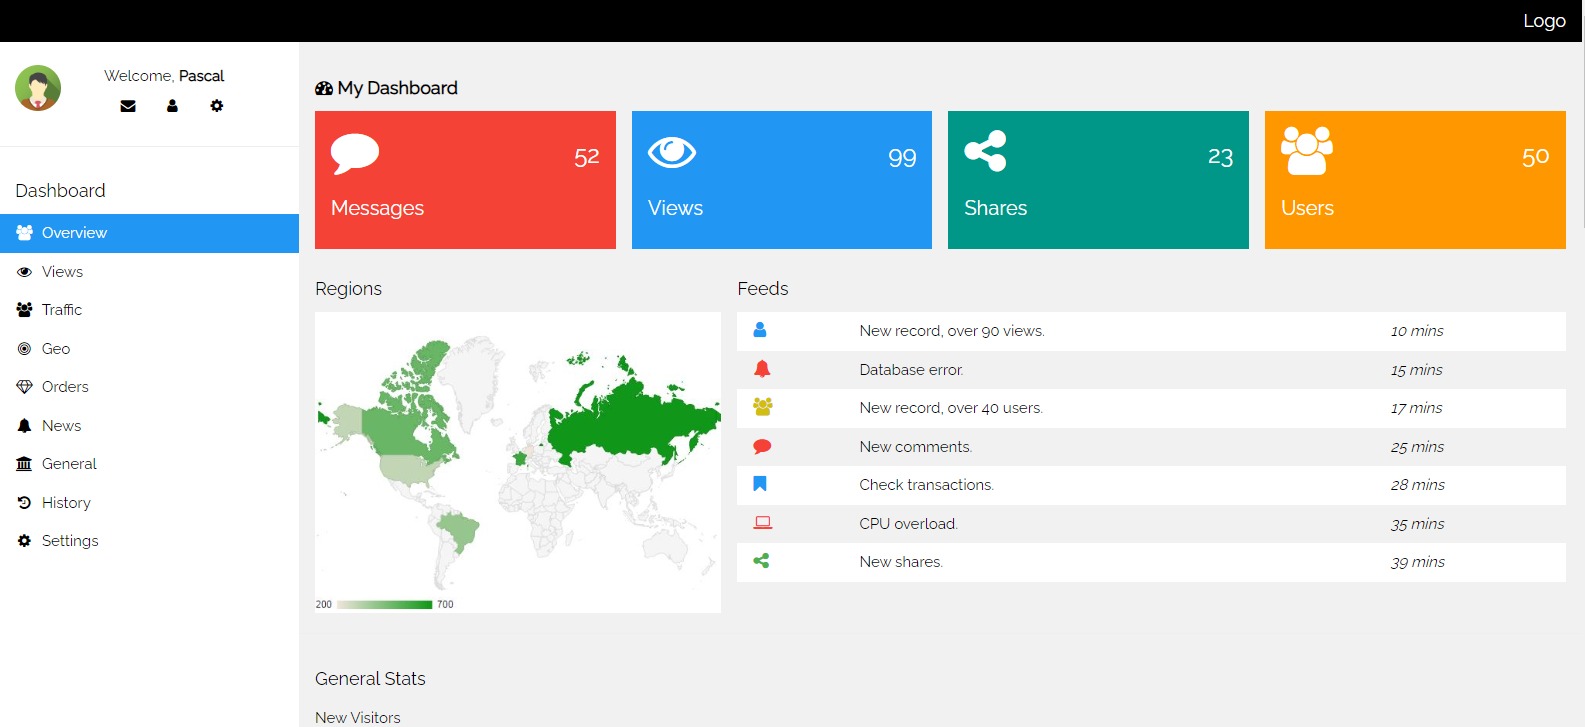 Logo
Welcome, Pascal
Dashboard
Overview
Views
Traffic
Geo
Orders
News
General
History
Settings
My Dashboard
52
Messages
99
Views
23
Shares
50
Users
Regions
200 700
Feeds
New record, over 90 views. 10 mins
Database error. 15 mins
New record, over 40 users. 17 mins
New comments. 25 mins
Check transactions. 28 mins
CPU overload. 35 mins
New shares. 39 mins
General Stats
New Visitors